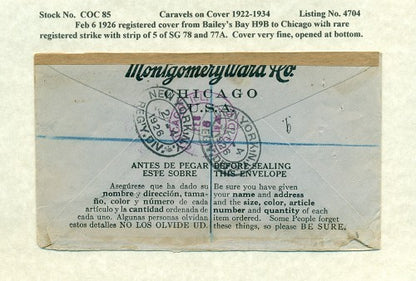 Stock No. COC 85 Caravels on Cover 1922-1934 Listing No. 4704
Feb 6 1926 registered cover from Bailey's Bay H9B to Chicago with rare
registered strike with strip of 5 of SG 78 and 77A. Cover very fine, opened at bottom.
Montgomery Ward & Co.
CHICAGO
U.S.A.
NEW YORK, N.Y.
1926
REG'Y. DIV.
ANTES DE PEGAR
ESTE SOBRE
Asegúrese que ha dado su
nombre y dirección, tama-
ño, color y número de cada
artículo y la cantidad ordenada de
cada uno. Algunas personas olvidan
estos detalles NO LOS OLVIDE UD.
BEFORE SEALING
THIS ENVELOPE
Be sure you have given
your name and address
and the size, color, article
number and quantity of each
item ordered. Some People forget
these things, so please BE SURE.